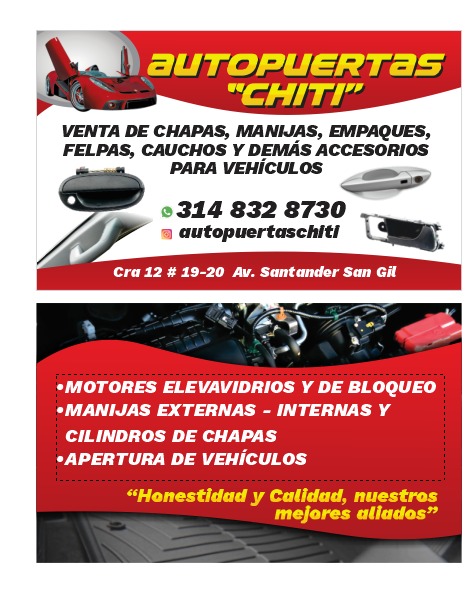 AUTOPUERTAS
"CHITI"
VENTA DE CHAPAS, MANIJAS, EMPAQUES,
FELPAS, CAUCHOS Y DEMÁS ACCESORIOS
PARA VEHÍCULOS
314 832 8730
autopuertaschiti
Cra 12 # 19-20 Av. Santander San Gil
•MOTORES ELEVAVIDRIOS Y DE BLOQUEO
•MANIJAS EXTERNAS - INTERNAS Y
CILINDROS DE CHAPAS
•APERTURA DE VEHÍCULOS
"Honestidad y Calidad, nuestros
mejores aliados"